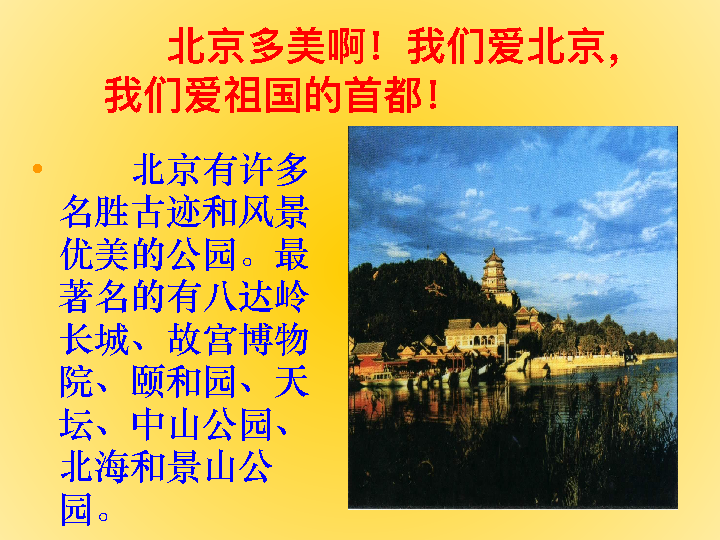 北京多美啊！我们爱北京，
我们爱祖国的首都！
北京有许多
名胜古迹和风景
优美的公园。最
著名的有八达岭
长城、故宫博物
院、颐和园、天
坛、中山公园、
北海和景山公
园。